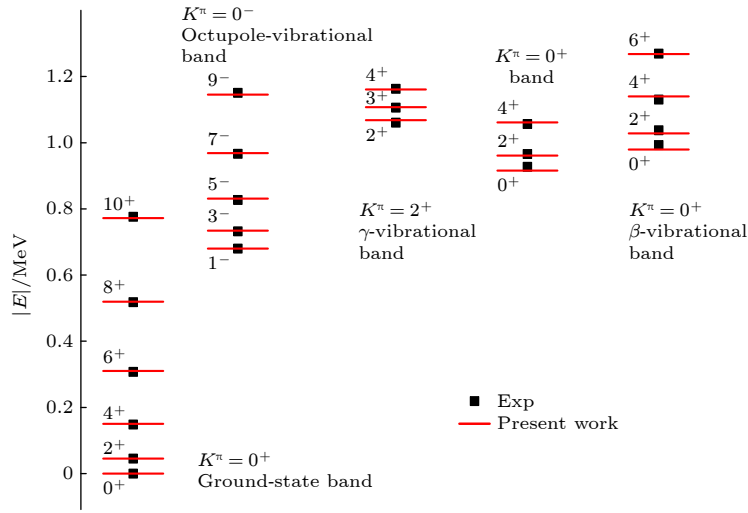 K^π = 0⁻
Octupole-vibrational
band
9⁻
7⁻
5⁻
3⁻
1⁻
4⁺
3⁺
2⁺
K^π = 2⁺
γ-vibrational
band
K^π = 0⁺
band
4⁺
2⁺
0⁺
6⁺
4⁺
2⁺
0⁺
K^π = 0⁺
β-vibrational
band
|E|/MeV
1.2
1.0
0.8
0.6
0.4
0.2
0
10⁺
8⁺
6⁺
4⁺
2⁺
0⁺
K^π = 0⁺
Ground-state band
Exp
Present work